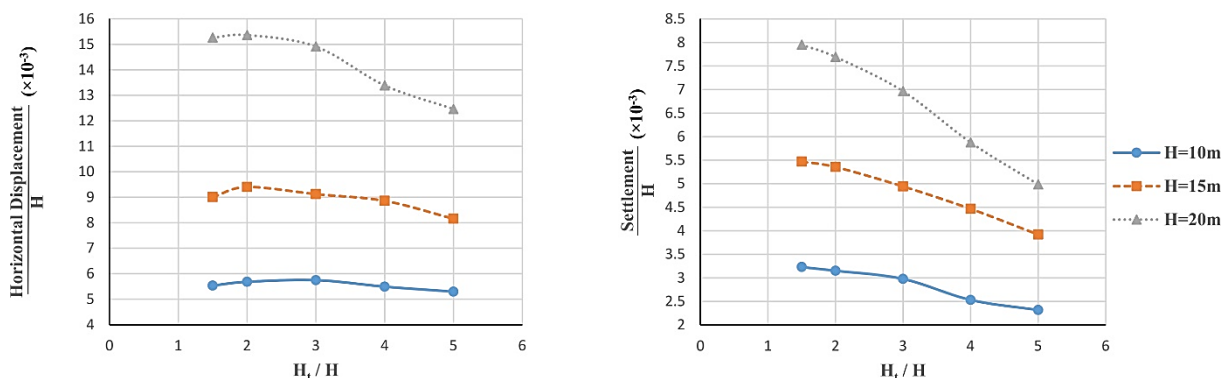 Horizontal Displacement
H
(×10⁻³)
16
15
14
13
12
11
10
9
8
7
6
5
4
0 1 2 3 4 5 6
Hₜ / H
Settlement
H
(×10⁻³)
8.5
8
7.5
7
6.5
6
5.5
5
4.5
4
3.5
3
2.5
2
0 1 2 3 4 5 6
Hₜ / H
H=10m
H=15m
H=20m